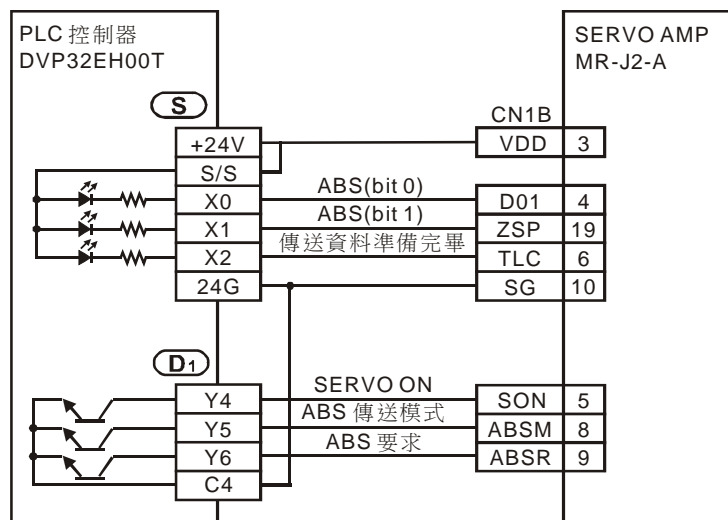 PLC 控制器
DVP32EH00T
SERVO AMP
MR-J2-A
S
CN1B
+24V
VDD 3
S/S
X0
ABS(bit 0)
D01 4
X1
ABS(bit 1)
ZSP 19
X2
傳送資料準備完畢
TLC 6
24G
SG 10
D1
Y4
SERVO ON
SON 5
Y5
ABS 傳送模式
ABSM 8
Y6
ABS 要求
ABSR 9
C4